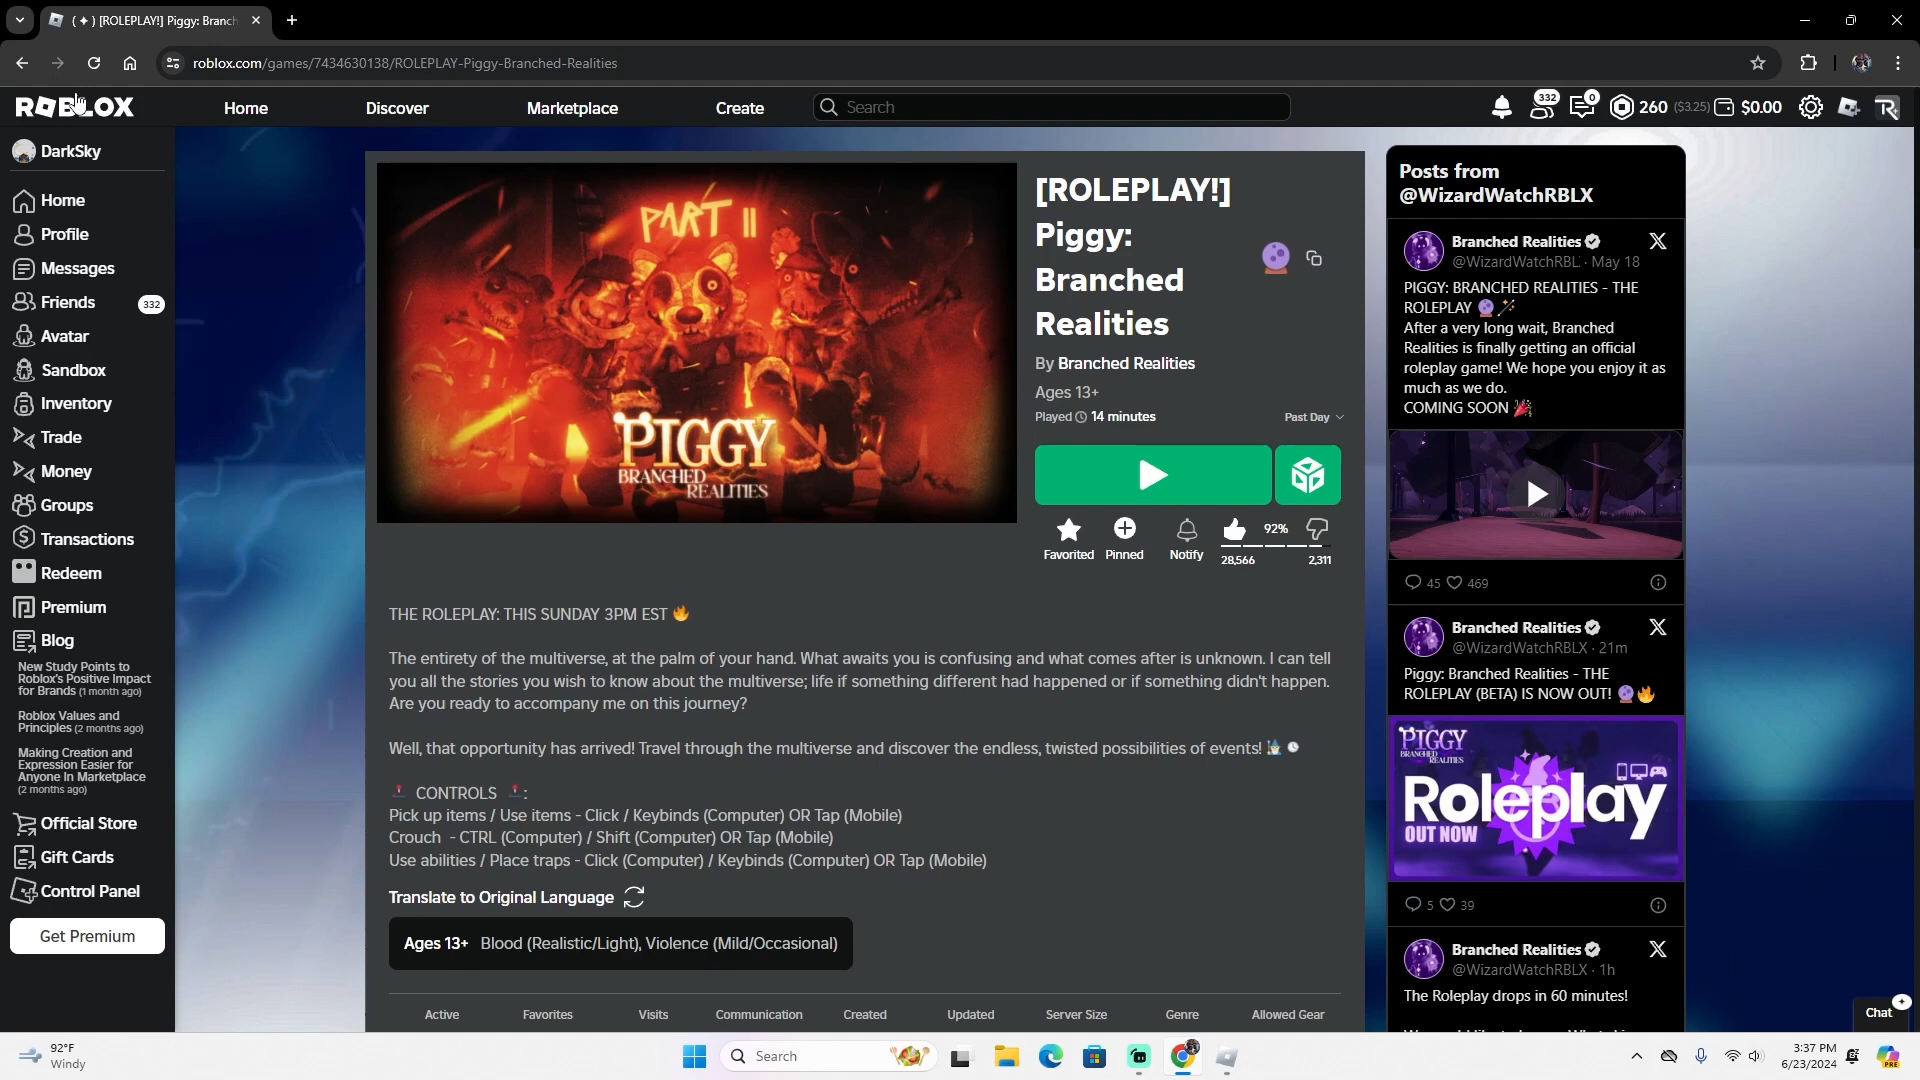 ( ✦ ) [ROLEPLAY!] Piggy: Branch
roblox.com/games/7434630138/ROLEPLAY-Piggy-Branched-Realities
ROBLOX
Home
Discover
Marketplace
Create
Search
332
0
260 ($3.25)
$0.00
DarkSky
Home
Profile
Messages
Friends 332
Avatar
Sandbox
Inventory
Trade
Money
Groups
Transactions
Redeem
Premium
Blog
New Study Points to
Roblox's Positive Impact
for Brands (1 month ago)
Roblox Values and
Principles (2 months ago)
Making Creation and
Expression Easier for
Anyone In Marketplace
(2 months ago)
Official Store
Gift Cards
Control Panel
Get Premium
PART II
PIGGY
BRANCHED
REALITIES
[ROLEPLAY!]
Piggy:
Branched
Realities
By Branched Realities
Ages 13+
Played 14 minutes
Past Day
Favorited
Pinned
Notify
92%
28,566
2,311
THE ROLEPLAY: THIS SUNDAY 3PM EST 🔥
The entirety of the multiverse, at the palm of your hand. What awaits you is confusing and what comes after is unknown. I can tell
you all the stories you wish to know about the multiverse; life if something different had happened or if something didn't happen.
Are you ready to accompany me on this journey?
Well, that opportunity has arrived! Travel through the multiverse and discover the endless, twisted possibilities of events! 🧙🕓
🕹 CONTROLS 🕹:
Pick up items / Use items - Click / Keybinds (Computer) OR Tap (Mobile)
Crouch - CTRL (Computer) / Shift (Computer) OR Tap (Mobile)
Use abilities / Place traps - Click (Computer) / Keybinds (Computer) OR Tap (Mobile)
Translate to Original Language
Ages 13+ Blood (Realistic/Light), Violence (Mild/Occasional)
Active
Favorites
Visits
Communication
Created
Updated
Server Size
Genre
Allowed Gear
Posts from
@WizardWatchRBLX
Branched Realities
@WizardWatchRBL · May 18
PIGGY: BRANCHED REALITIES - THE
ROLEPLAY 🔮🪄
After a very long wait, Branched
Realities is finally getting an official
roleplay game! We hope you enjoy it as
much as we do.
COMING SOON 🎉
45 469
Branched Realities
@WizardWatchRBLX · 21m
Piggy: Branched Realities - THE
ROLEPLAY (BETA) IS NOW OUT! 🔮🔥
PIGGY
BRANCHED REALITIES
Roleplay
OUT NOW
5 39
Branched Realities
@WizardWatchRBLX · 1h
The Roleplay drops in 60 minutes!
Chat
92°F
Windy
Search
3:37 PM
6/23/2024
PRE